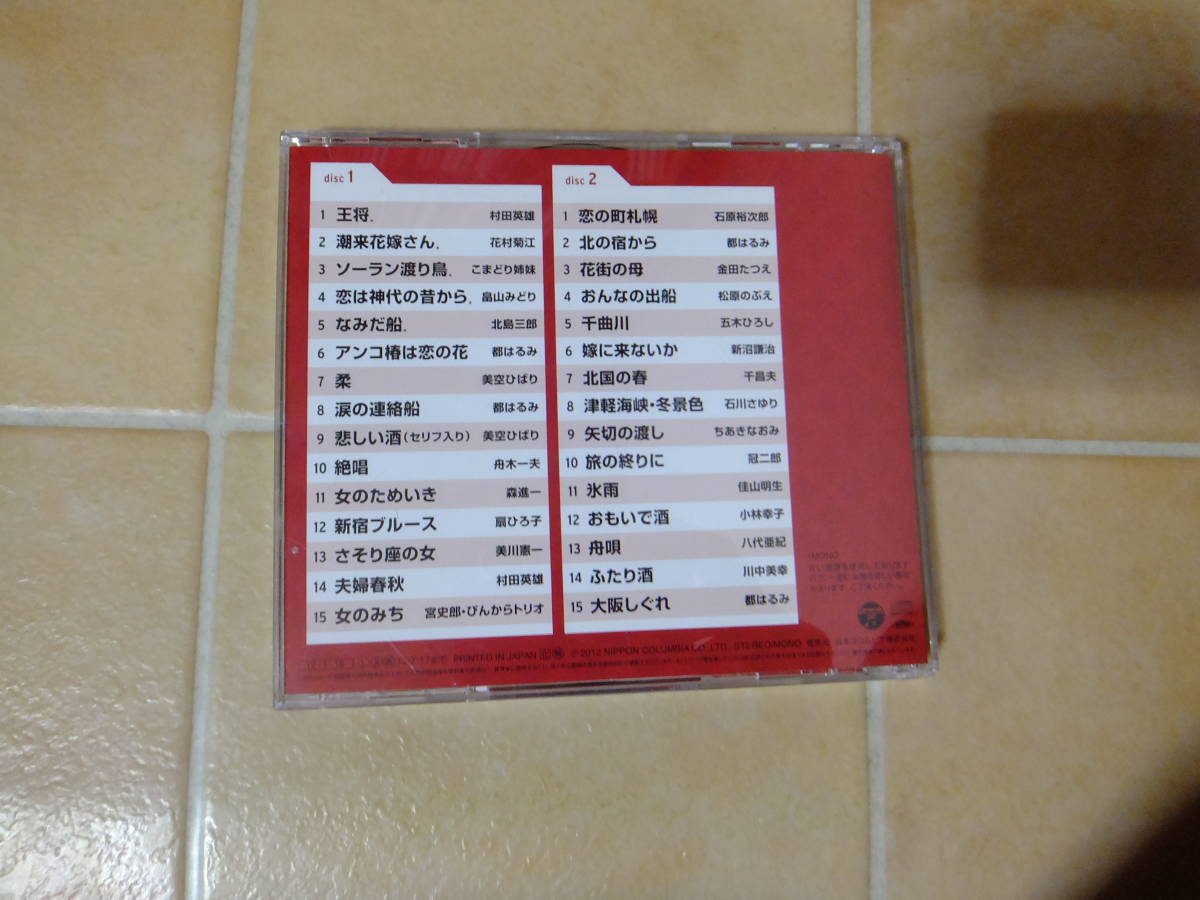 disc 1
1 王将* 村田英雄
2 潮来花嫁さん* 花村菊江
3 ソーラン渡り鳥* こまどり姉妹
4 恋は神代の昔から* 畠山みどり
5 なみだ船* 北島三郎
6 アンコ椿は恋の花 都はるみ
7 柔 美空ひばり
8 涙の連絡船 都はるみ
9 悲しい酒(セリフ入り) 美空ひばり
10 絶唱 舟木一夫
11 女のためいき 森進一
12 新宿ブルース 扇ひろ子
13 さそり座の女 美川憲一
14 夫婦春秋 村田英雄
15 女のみち 宮史郎・ぴんからトリオ
disc 2
1 恋の町札幌 石原裕次郎
2 北の宿から 都はるみ
3 花街の母 金田たつえ
4 おんなの出船 松原のぶえ
5 千曲川 五木ひろし
6 嫁に来ないか 新沼謙治
7 北国の春 千昌夫
8 津軽海峡・冬景色 石川さゆり
9 矢切の渡し ちあきなおみ
10 旅の終りに 冠二郎
11 氷雨 佳山明生
12 おもいで酒 小林幸子
13 舟唄 八代亜紀
14 ふたり酒 川中美幸
15 大阪しぐれ 都はるみ
*MONO
PRINTED IN JAPAN ℗2012 NIPPON COLUMBIA CO.,LTD. STEREO/MONO